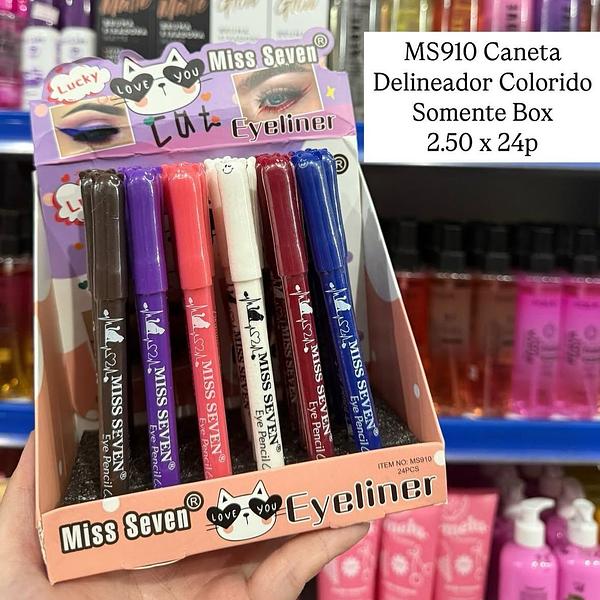 MS910 Caneta
Delineador Colorido
Somente Box
2.50 x 24p
Miss Seven®
Lucky
LOVE YOU
Cat Eyeliner
MISS SEVEN®
Eye Pencil
MISS SEVEN®
Eye Pencil
MISS SEVEN®
Eye Pencil
MISS SEVEN®
Eye Pencil
MISS SEVEN®
Eye Pencil
MISS SEVEN®
Eye Pencil
ITEM NO: MS910
24PCS
Miss Seven®
LOVE YOU
Eyeliner
melu